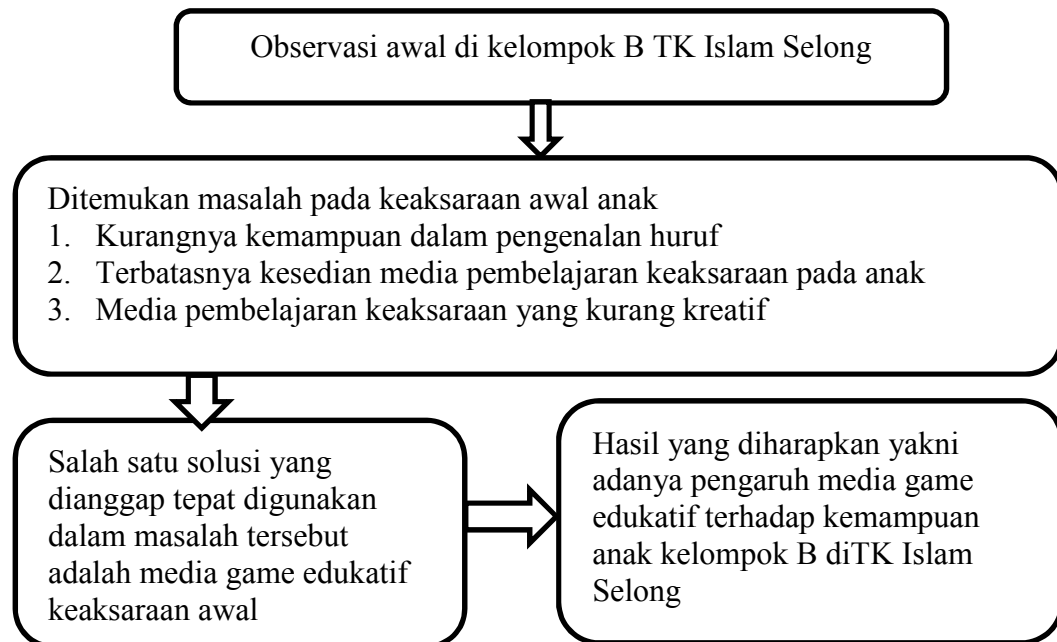 Observasi awal di kelompok B TK Islam Selong
Ditemukan masalah pada keaksaraan awal anak
1. Kurangnya kemampuan dalam pengenalan huruf
2. Terbatasnya kesedian media pembelajaran keaksaraan pada anak
3. Media pembelajaran keaksaraan yang kurang kreatif
Salah satu solusi yang
dianggap tepat digunakan
dalam masalah tersebut
adalah media game edukatif
keaksaraan awal
Hasil yang diharapkan yakni
adanya pengaruh media game
edukatif terhadap kemampuan
anak kelompok B diTK Islam
Selong